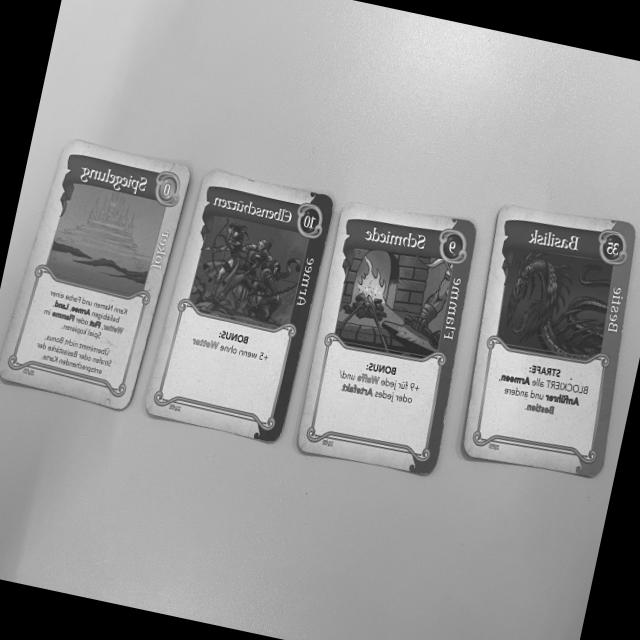 35
Basilisk
Bestie
STRAFE:
BLOCKIERT alle Armeen,
Anführer und andere
Bestien.
9
Schmiede
Flamme
BONUS:
+9 für jede Waffe und
oder jedes Artefakt.
10
Elbenschützen
Armee
BONUS:
+5 wenn ohne Wetter
0
Spiegelung
Joker
Kann Namen und Farbe einer
beliebigen Armee, Land,
Wetter, Flut oder Flamme im
Spiel kopieren.
Übernimmt nicht Bonus,
Strafe oder Basisstärke der
entsprechenden Karte.